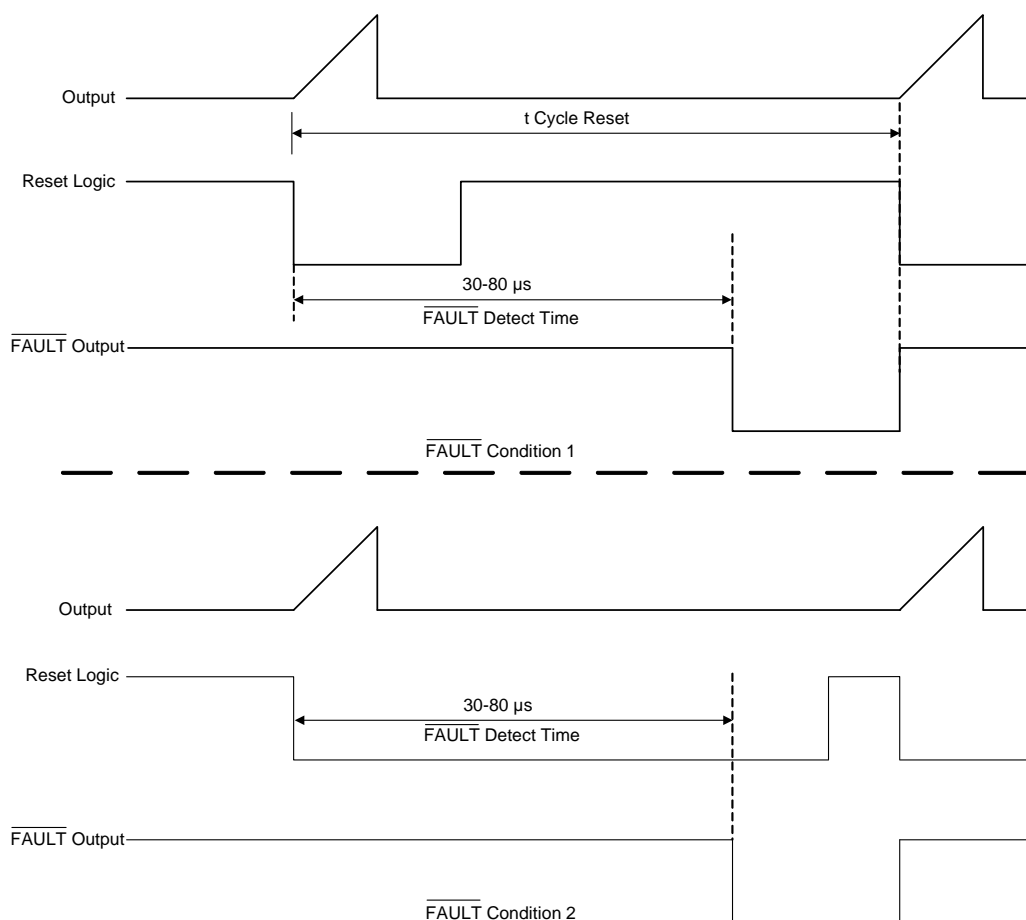 Output
t Cycle Reset
Reset Logic
30-80 µs
FAULT Detect Time
FAULT Output
FAULT Condition 1
Output
Reset Logic
30-80 µs
FAULT Detect Time
FAULT Output
FAULT Condition 2